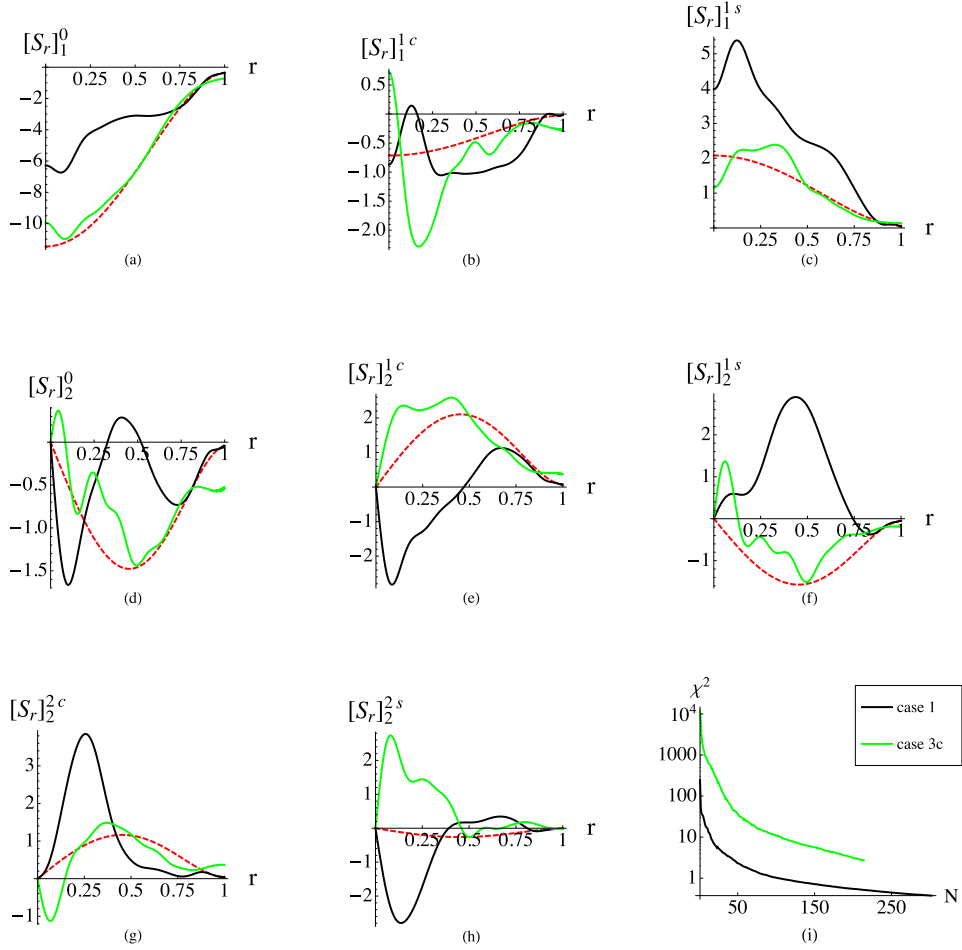 [S_r]_1^0
r
0.25 0.5 0.75 1
−2
−4
−6
−8
−10
(a)
[S_r]_1^{1 c}
r
0.5
0.25 0.5 0.75 1
−0.5
−1.0
−1.5
−2.0
(b)
[S_r]_1^{1 s}
r
5
4
3
2
1
0.25 0.5 0.75 1
(c)
[S_r]_2^0
r
0.25 0.5 0.75 1
−0.5
−1.0
−1.5
(d)
[S_r]_2^{1 c}
r
2
1
0.25 0.5 0.75 1
−1
−2
(e)
[S_r]_2^{1 s}
r
2
1
0.25 0.5 0.75 1
−1
(f)
[S_r]_2^{2 c}
r
3
2
1
0.25 0.5 0.75 1
−1
(g)
[S_r]_2^{2 s}
r
2
1
0.25 0.5 0.75 1
−1
−2
(h)
χ^2
10^4
1000
100
10
1
50 150 250
N
case 1
case 3c
(i)